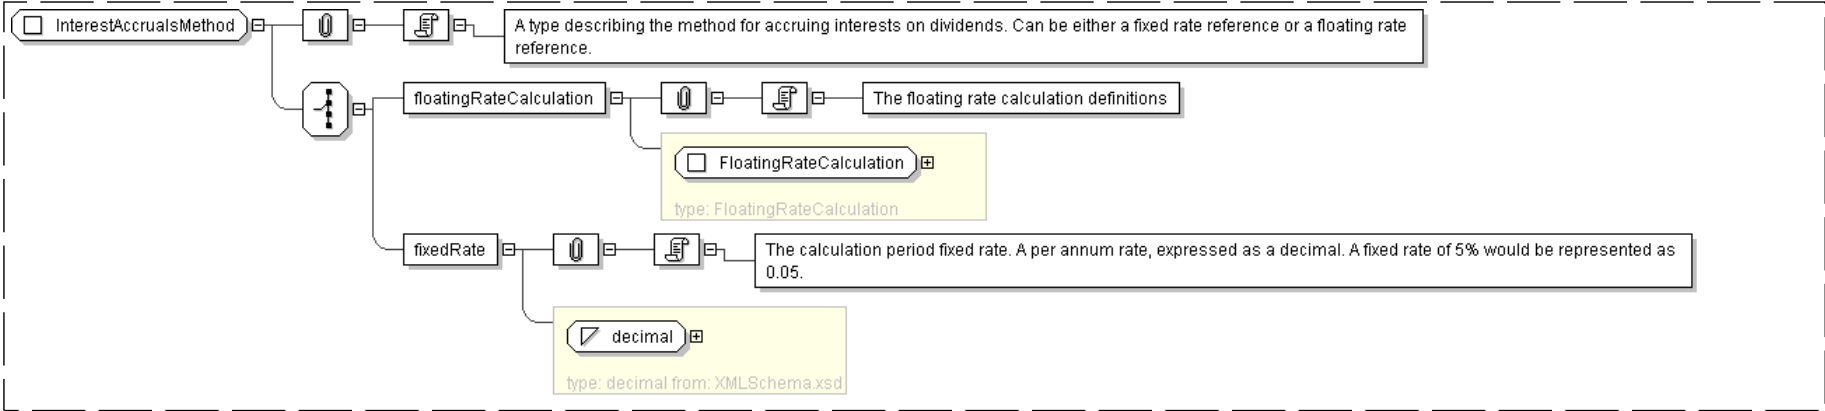 InterestAccrualsMethod
A type describing the method for accruing interests on dividends. Can be either a fixed rate reference or a floating rate
reference.
floatingRateCalculation
The floating rate calculation definitions
FloatingRateCalculation
type: FloatingRateCalculation
fixedRate
The calculation period fixed rate. A per annum rate, expressed as a decimal. A fixed rate of 5% would be represented as
0.05.
decimal
type: decimal from: XMLSchema.xsd